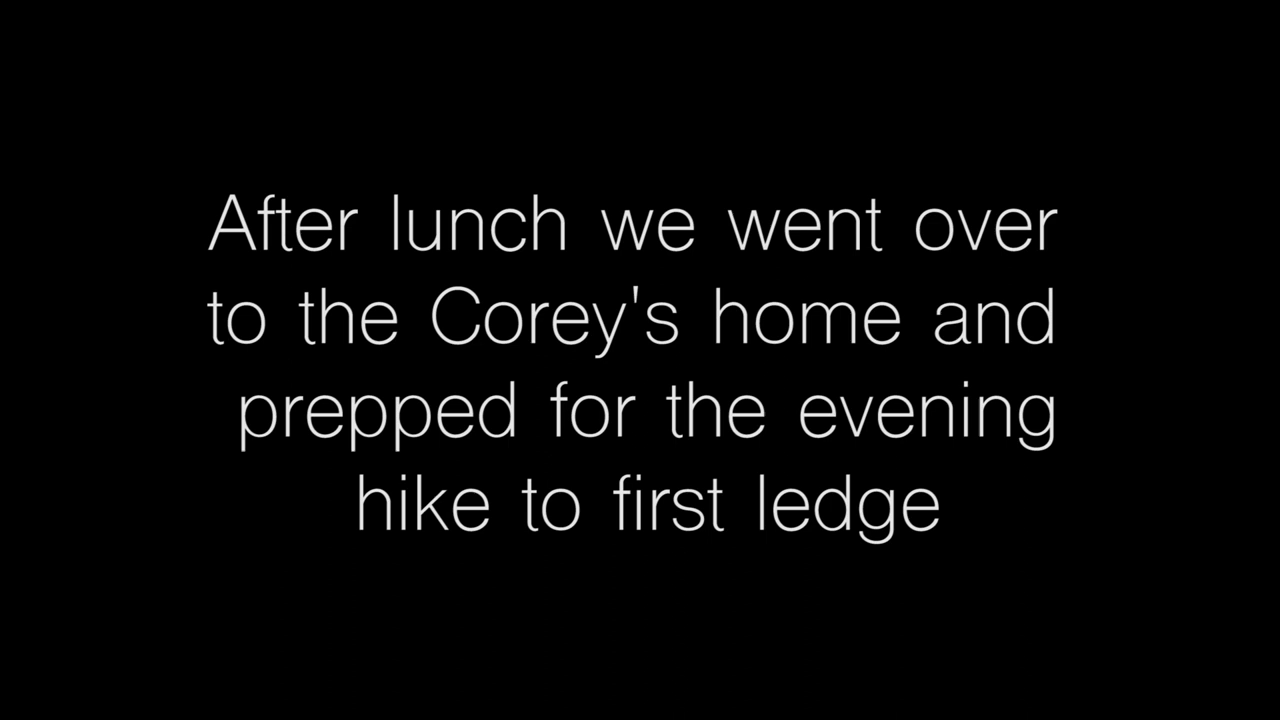 After lunch we went over
to the Corey's home and
prepped for the evening
hike to first ledge